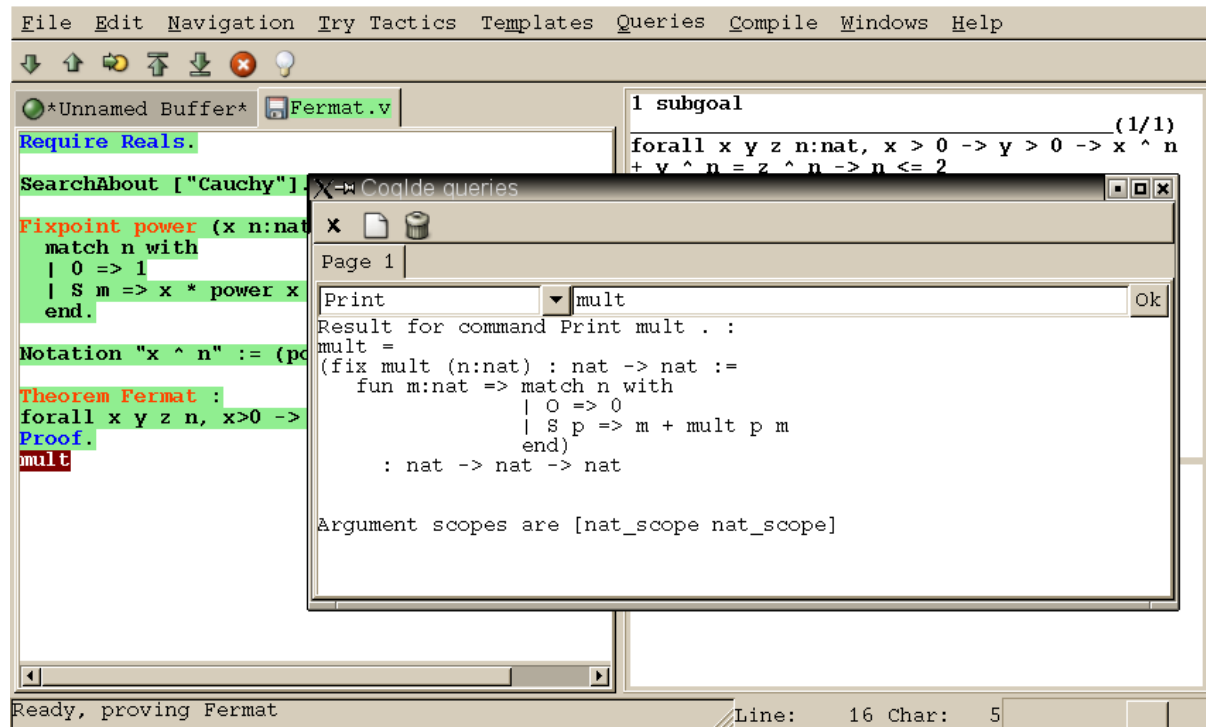 File Edit Navigation Try Tactics Templates Queries Compile Windows Help
*Unnamed Buffer* Fermat.v
Require Reals.
SearchAbout ["Cauchy"].
Fixpoint power (x n:nat
match n with
| O => 1
| S m => x * power x
end.
Notation "x ^ n" := (po
Theorem Fermat :
forall x y z n, x>0 ->
Proof.
mult
1 subgoal
(1/1)
forall x y z n:nat, x > 0 -> y > 0 -> x ^ n
+ y ^ n = z ^ n -> n <= 2
CoqIde queries
Page 1
Print mult Ok
Result for command Print mult . :
mult =
(fix mult (n:nat) : nat -> nat :=
fun m:nat => match n with
| O => 0
| S p => m + mult p m
end)
: nat -> nat -> nat
Argument scopes are [nat_scope nat_scope]
Ready, proving Fermat Line: 16 Char: 5